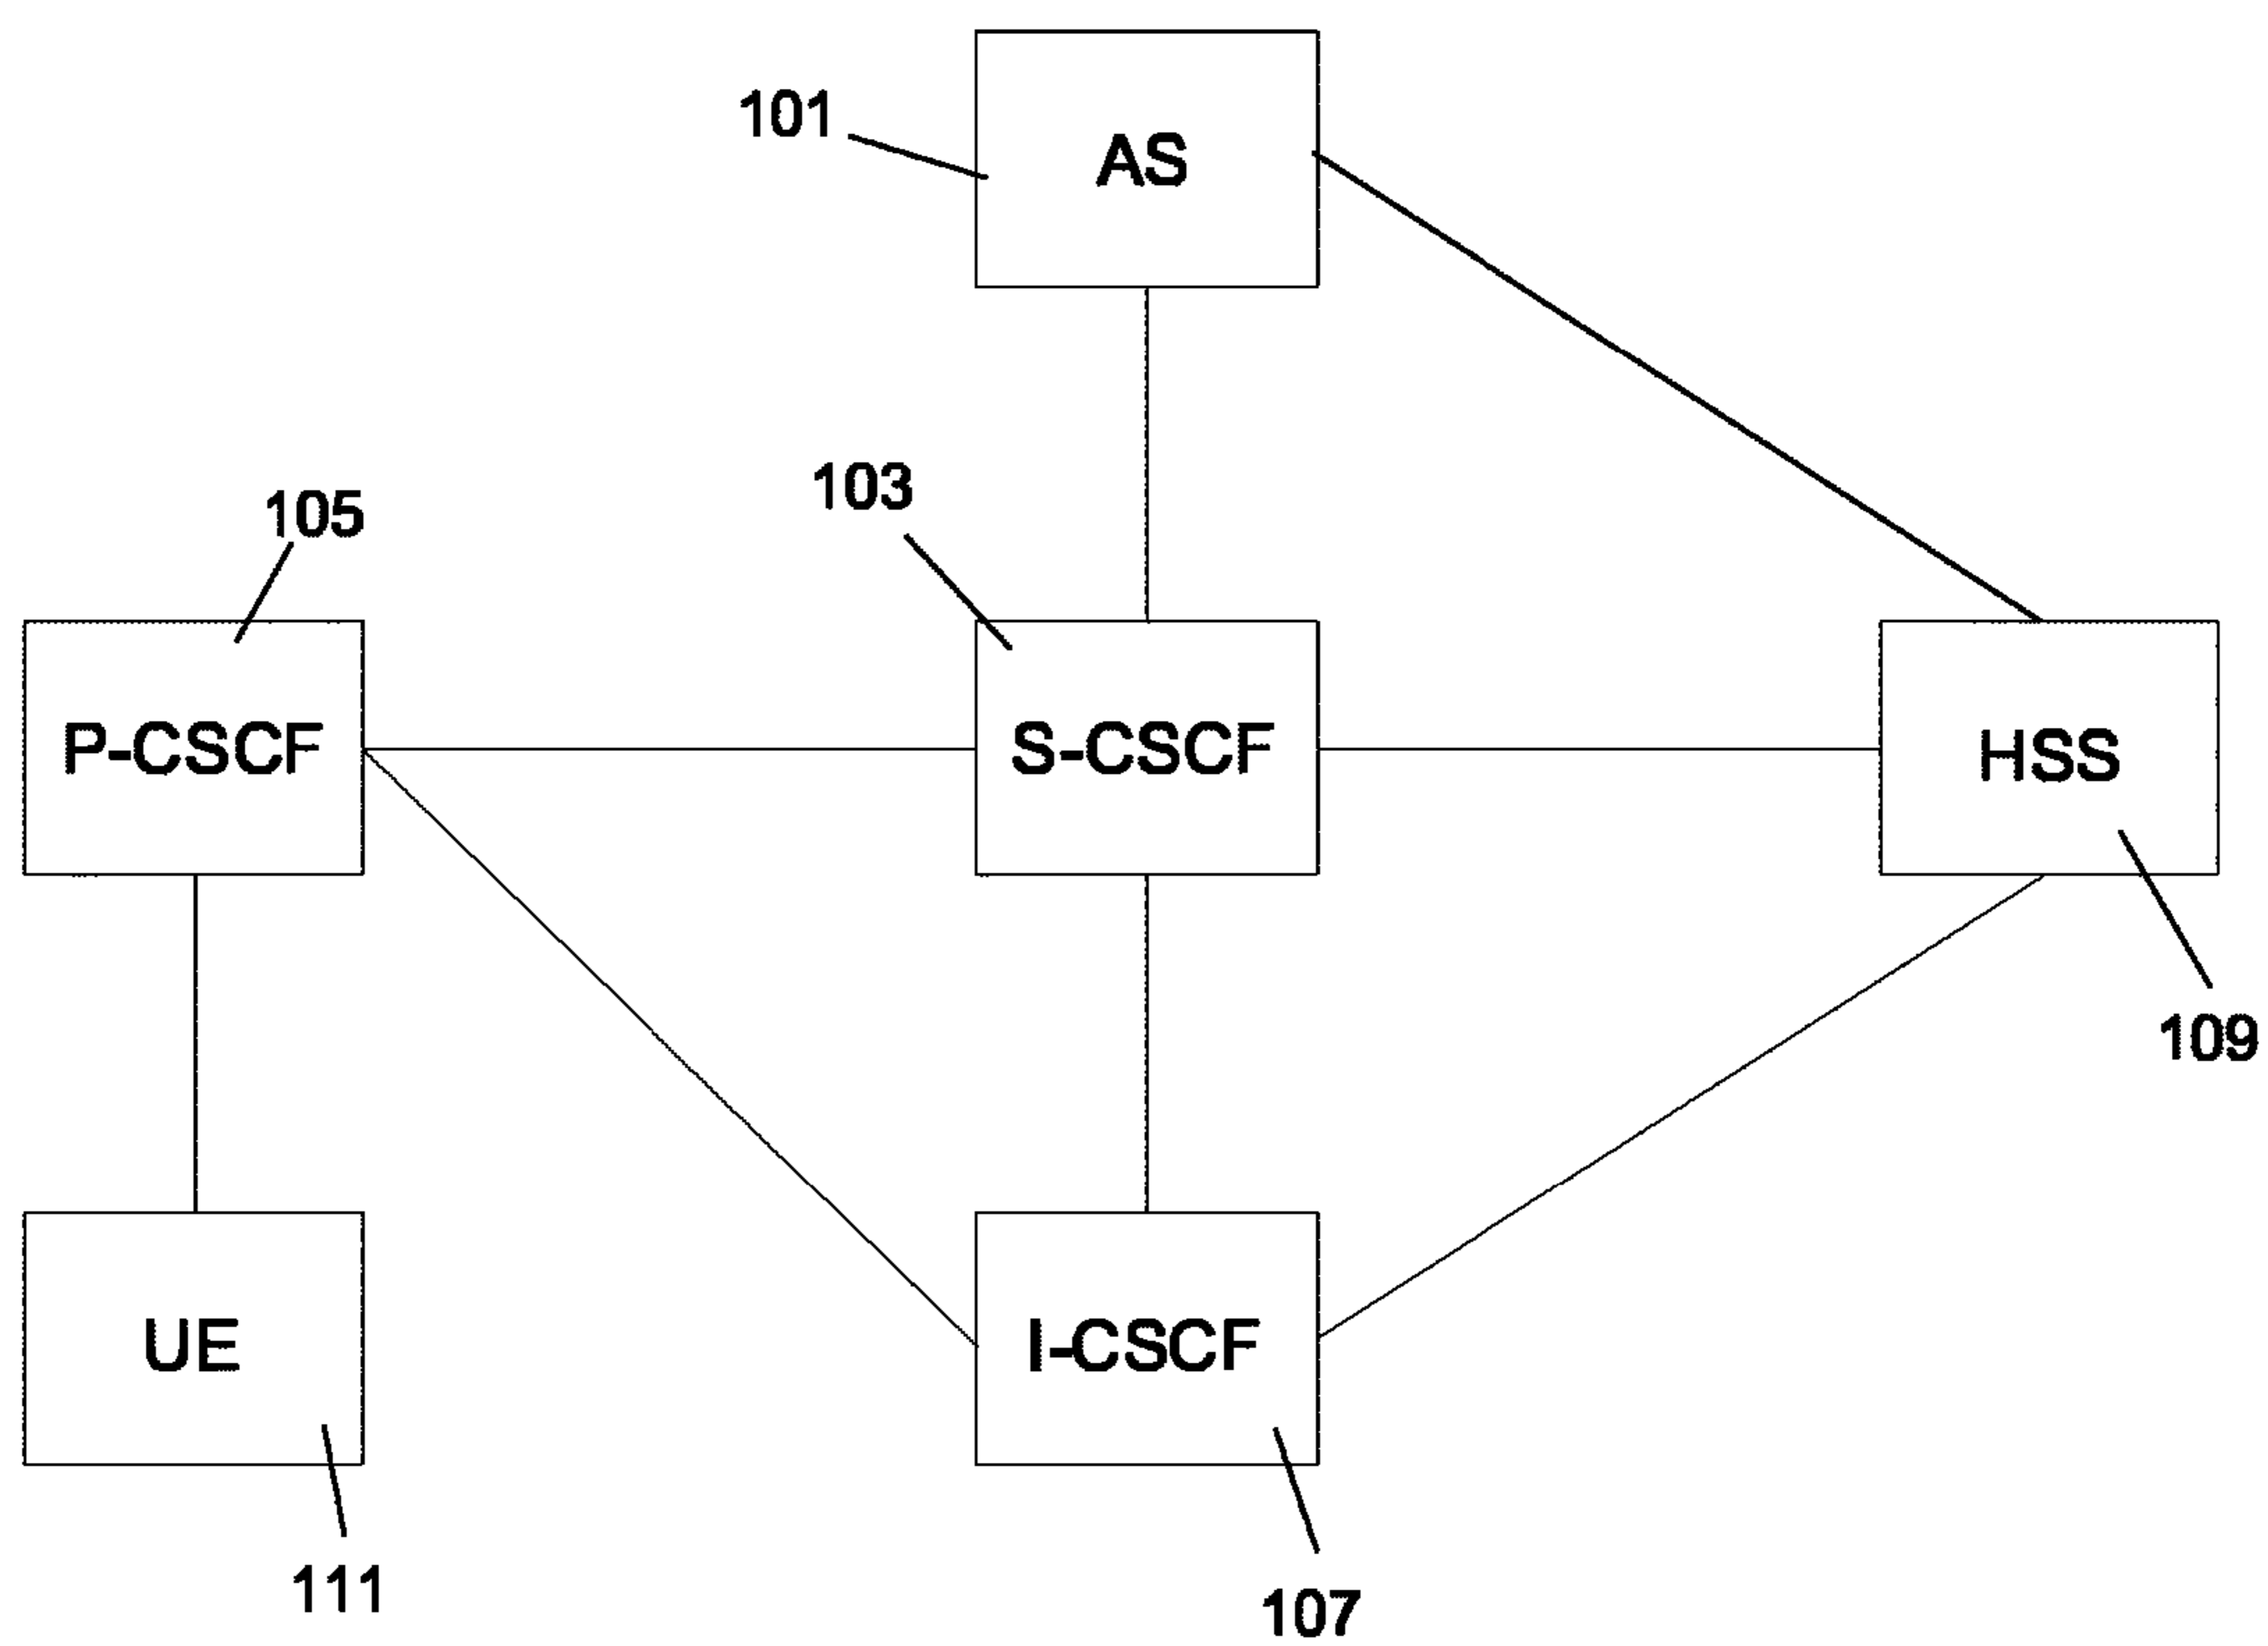 101
AS
103
105
P-CSCF
S-CSCF
HSS
109
UE
I-CSCF
111
107